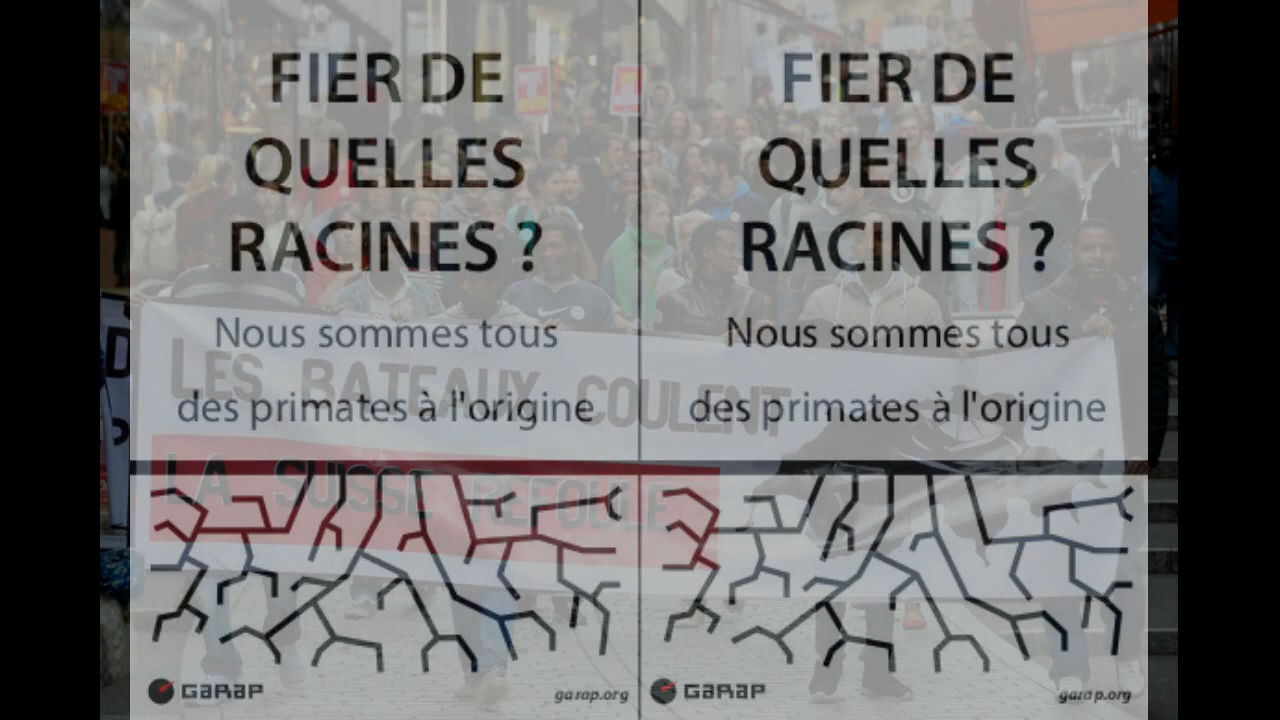 FIER DE
QUELLES
RACINES ?
Nous sommes tous
des primates à l'origine
GARAP
garap.org
FIER DE
QUELLES
RACINES ?
Nous sommes tous
des primates à l'origine
GARAP
garap.org
LES BATEAUX COULENT
LA SUISSE REFOULE